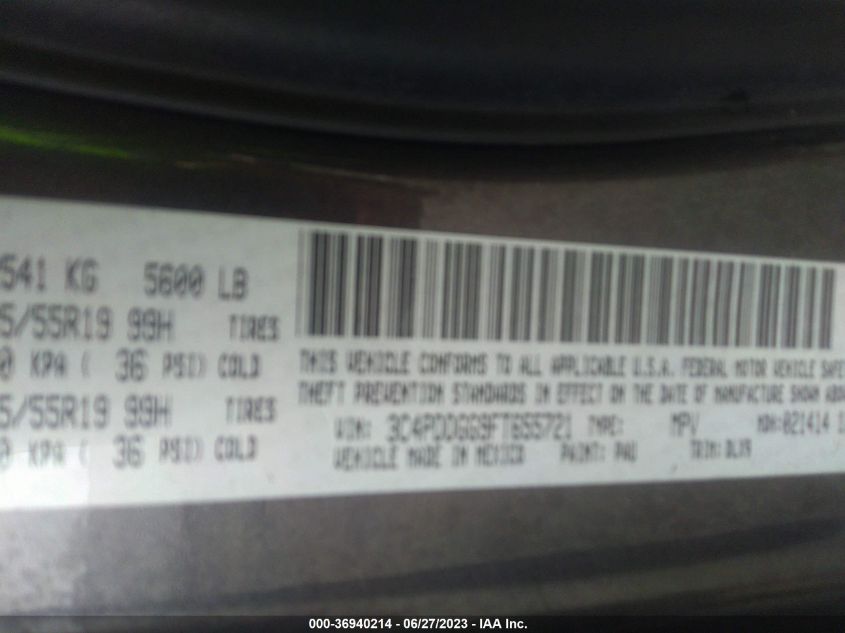 541 KG 5600 LB
5/55R19 99H TIRES
0 KPA ( 36 PSI) COLD
5/55R19 99H TIRES
0 KPA ( 36 PSI) COLD
THIS VEHICLE CONFORMS TO ALL APPLICABLE U.S.A. FEDERAL MOTOR VEHICLE SAFE
THEFT PREVENTION STANDARDS IN EFFECT ON THE DATE OF MANUFACTURE SHOWN ABO
VIN: 3C4PDDGG9FT655721 TYPE: MPV MDH: 021414 1
VEHICLE MADE IN MEXICO PAINT: PAU TRIM: DLX9
000-36940214 - 06/27/2023 - IAA Inc.